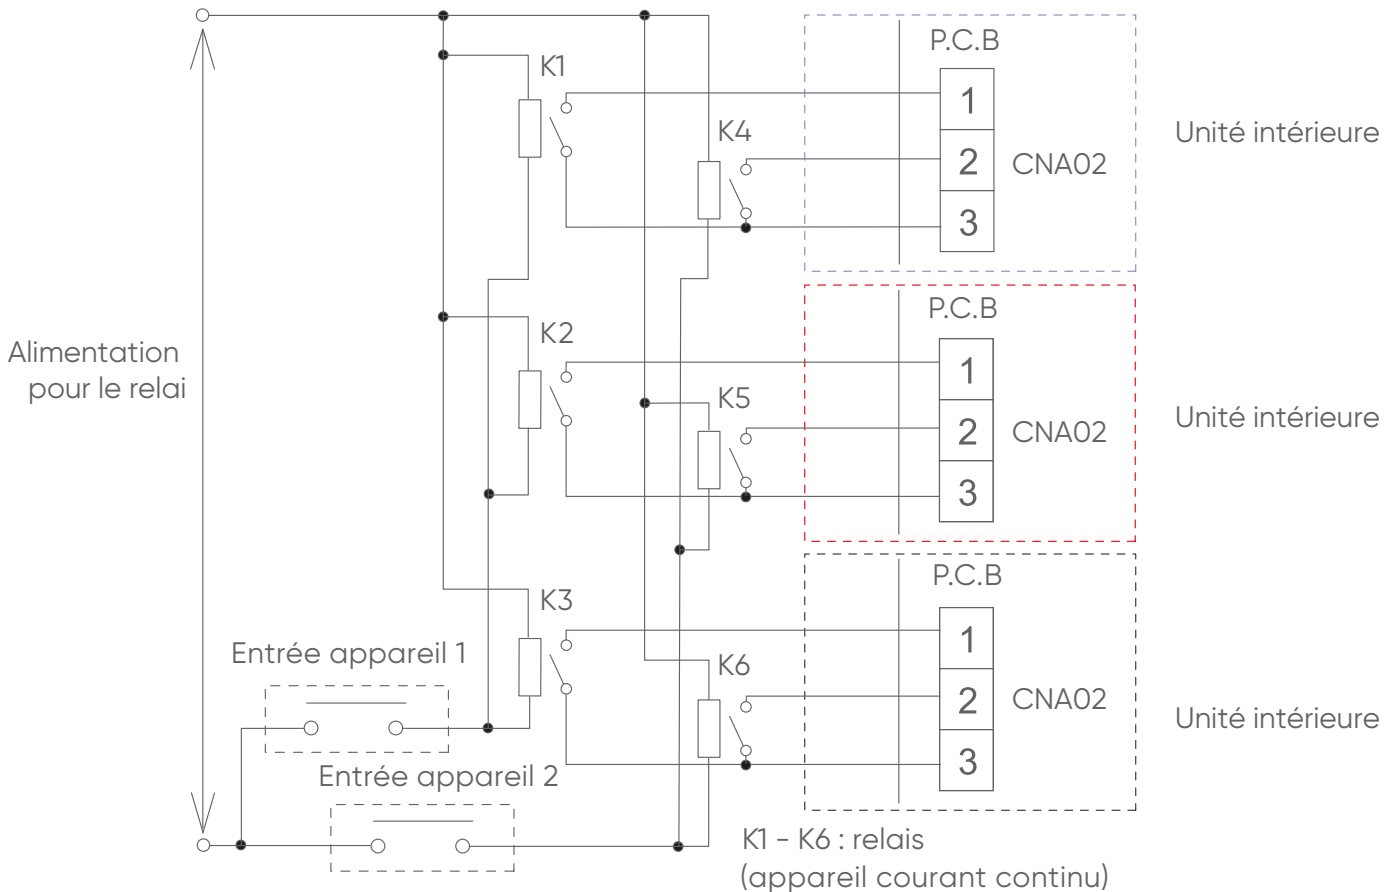 P.C.B
K1
1
K4
Unité intérieure
2
CNA02
3
P.C.B
K2
Alimentation
pour le relai
1
K5
Unité intérieure
2
CNA02
3
P.C.B
K3
1
Entrée appareil 1
K6
2
CNA02
Unité intérieure
3
Entrée appareil 2
K1 - K6 : relais
(appareil courant continu)